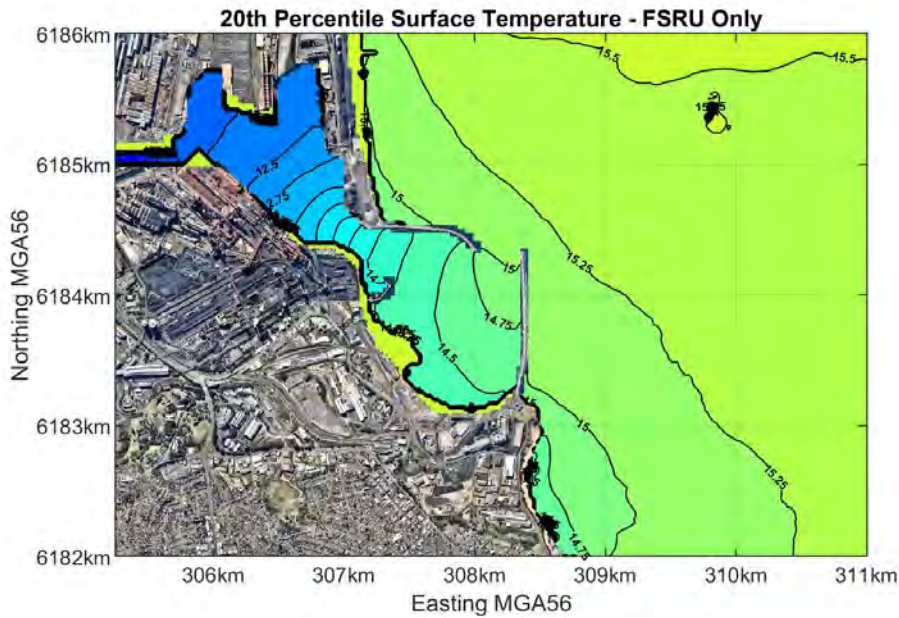 20th Percentile Surface Temperature - FSRU Only
6186km
6185km
6184km
6183km
6182km
Northing MGA56
15.5
15.5
12.5
15
15
15.25
14.75
14.5
15
15.25
14.75
306km
307km
308km
309km
310km
311km
Easting MGA56